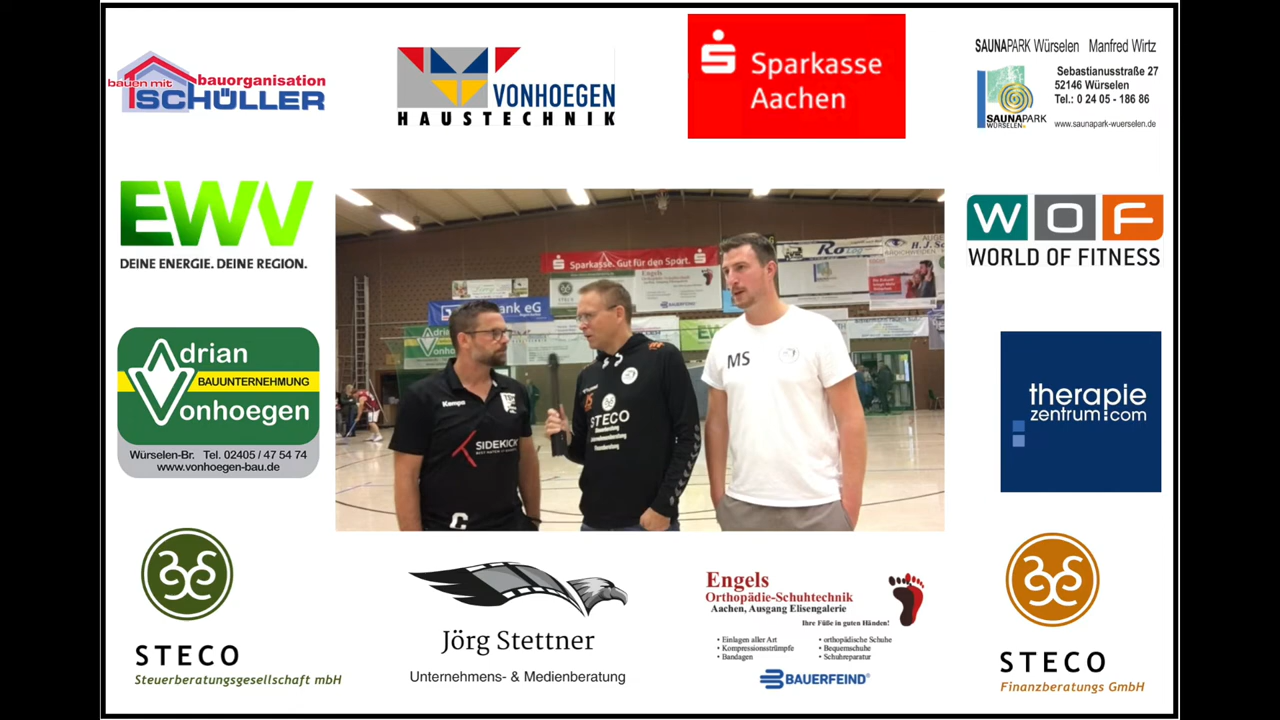 bauen mit
bauorganisation
SCHÜLLER
VONHOEGEN
HAUSTECHNIK
Sparkasse
Aachen
SAUNAPARK Würselen Manfred Wirtz
Sebastianusstraße 27
52146 Würselen
Tel.: 0 24 05 - 186 86
SAUNAPARK
WÜRSELEN.
www.saunapark-wuerselen.de
EWV
DEINE ENERGIE. DEINE REGION.
WOF
WORLD OF FITNESS
Adrian
BAUUNTERNEHMUNG
Vonhoegen
Würselen-Br. Tel. 02405 / 47 54 74
www.vonhoegen-bau.de
Sparkasse. Gut für den Sport.
Engels
BAUERFEIND
Kempa
SIDEKICK
C
STECO
MS
therapie
zentrum.com
STECO
Steuerberatungsgesellschaft mbH
Jörg Stettner
Unternehmens- & Medienberatung
Engels
Orthopädie-Schuhtechnik
Aachen, Ausgang Elisengalerie
Ihre Füße in guten Händen!
• Einlagen aller Art
• Kompressionsstrümpfe
• Bandagen
• orthopädische Schuhe
• Bequemschuhe
• Schuhreparatur
BAUERFEIND
STECO
Finanzberatungs GmbH